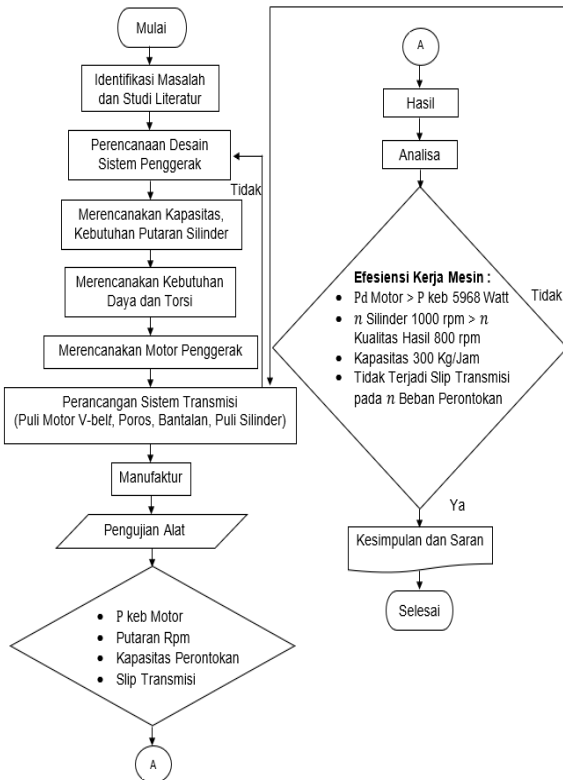 Mulai
Identifikasi Masalah
dan Studi Literatur
Perencanaan Desain
Sistem Penggerak
Tidak
Merencanakan Kapasitas,
Kebutuhan Putaran Silinder
Merencanakan Kebutuhan
Daya dan Torsi
Merencanakan Motor Penggerak
Perancangan Sistem Transmisi
(Puli Motor V-belt, Poros, Bantalan, Puli Silinder)
Manufaktur
Pengujian Alat
• P keb Motor
• Putaran Rpm
• Kapasitas Perontokan
• Slip Transmisi
A
A
Hasil
Analisa
Efesiensi Kerja Mesin :
• Pd Motor > P keb 5968 Watt
• n Silinder 1000 rpm > n
Kualitas Hasil 800 rpm
• Kapasitas 300 Kg/Jam
• Tidak Terjadi Slip Transmisi
pada n Beban Perontokan
Tidak
Ya
Kesimpulan dan Saran
Selesai